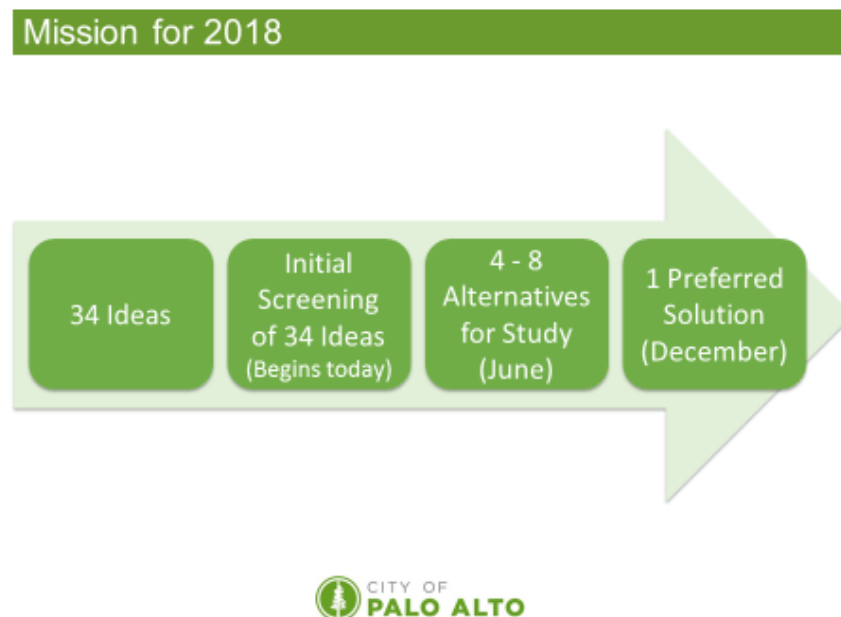 Mission for 2018
34 Ideas
Initial
Screening
of 34 Ideas
(Begins today)
4 - 8
Alternatives
for Study
(June)
1 Preferred
Solution
(December)
CITY OF
PALO ALTO